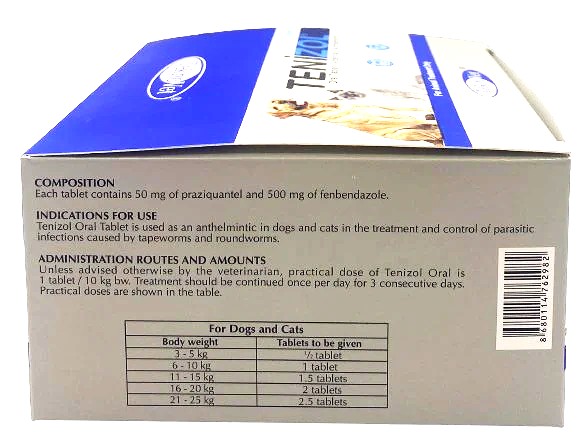 TENIZOL
For Animal Treatment Only
COMPOSITION
Each tablet contains 50 mg of praziquantel and 500 mg of fenbendazole.
INDICATIONS FOR USE
Tenizol Oral Tablet is used as an anthelmintic in dogs and cats in the treatment and control of parasitic
infections caused by tapeworms and roundworms.
ADMINISTRATION ROUTES AND AMOUNTS
Unless advised otherwise by the veterinarian, practical dose of Tenizol Oral is
1 tablet / 10 kg bw. Treatment should be continued once per day for 3 consecutive days.
Practical doses are shown in the table.
For Dogs and Cats
Body weight Tablets to be given
3 - 5 kg ½ tablet
6 - 10 kg 1 tablet
11 - 15 kg 1.5 tablets
16 - 20 kg 2 tablets
21 - 25 kg 2.5 tablets
8 680114 762982